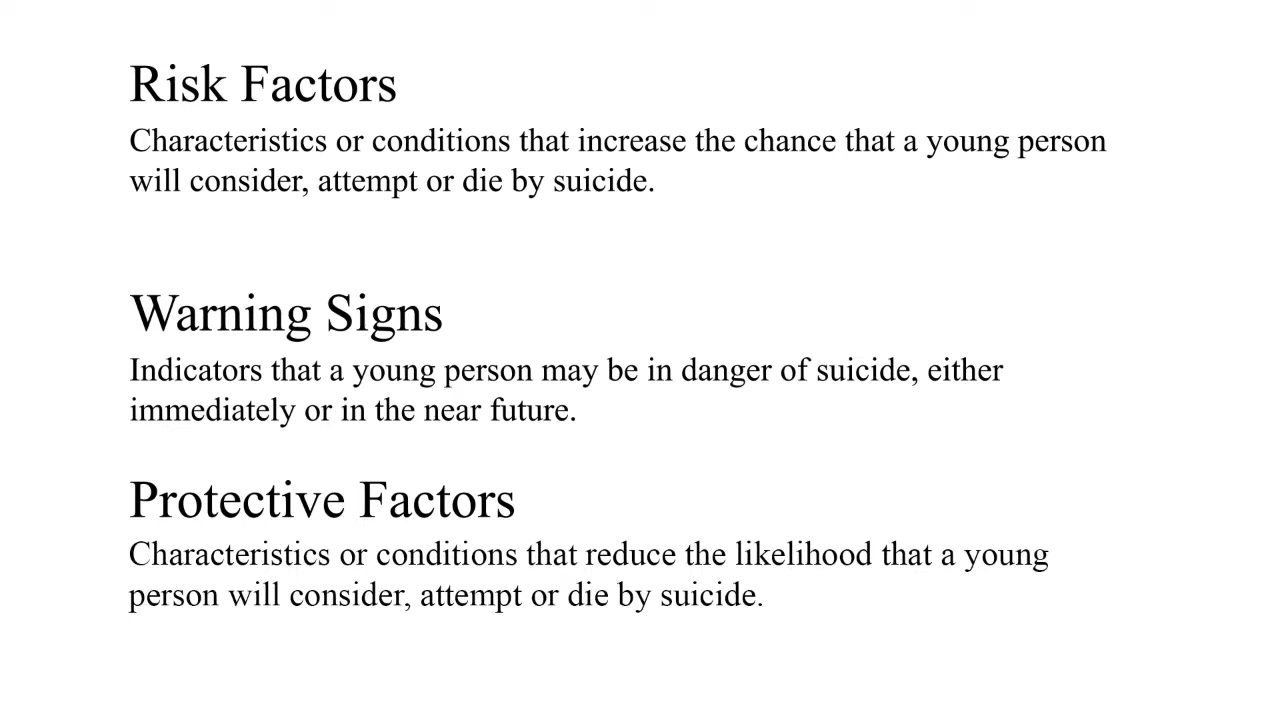 Risk Factors
Characteristics or conditions that increase the chance that a young person
will consider, attempt or die by suicide.
Warning Signs
Indicators that a young person may be in danger of suicide, either
immediately or in the near future.
Protective Factors
Characteristics or conditions that reduce the likelihood that a young
person will consider, attempt or die by suicide.